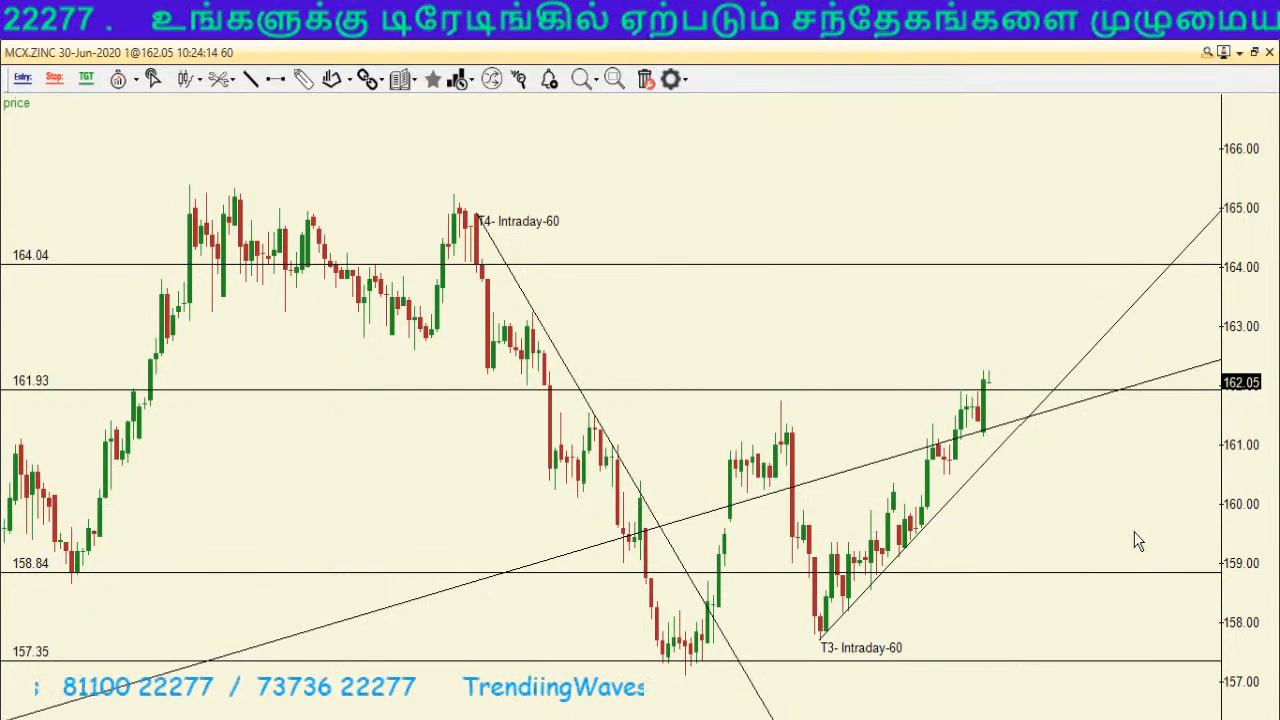 22277 . உங்களுக்கு டிரேடிங்கில் ஏற்படும் சந்தேகங்களை முழுமைய
MCX.ZINC 30-Jun-2020 1@162.05 10:24:14 60
Entry: Stop: TGT
price
166.00
165.00
T4- Intraday-60
164.04
164.00
163.00
161.93
162.05
161.00
160.00
158.84
159.00
158.00
T3- Intraday-60
157.35
157.00
81100 22277 / 73736 22277 TrendiingWaves